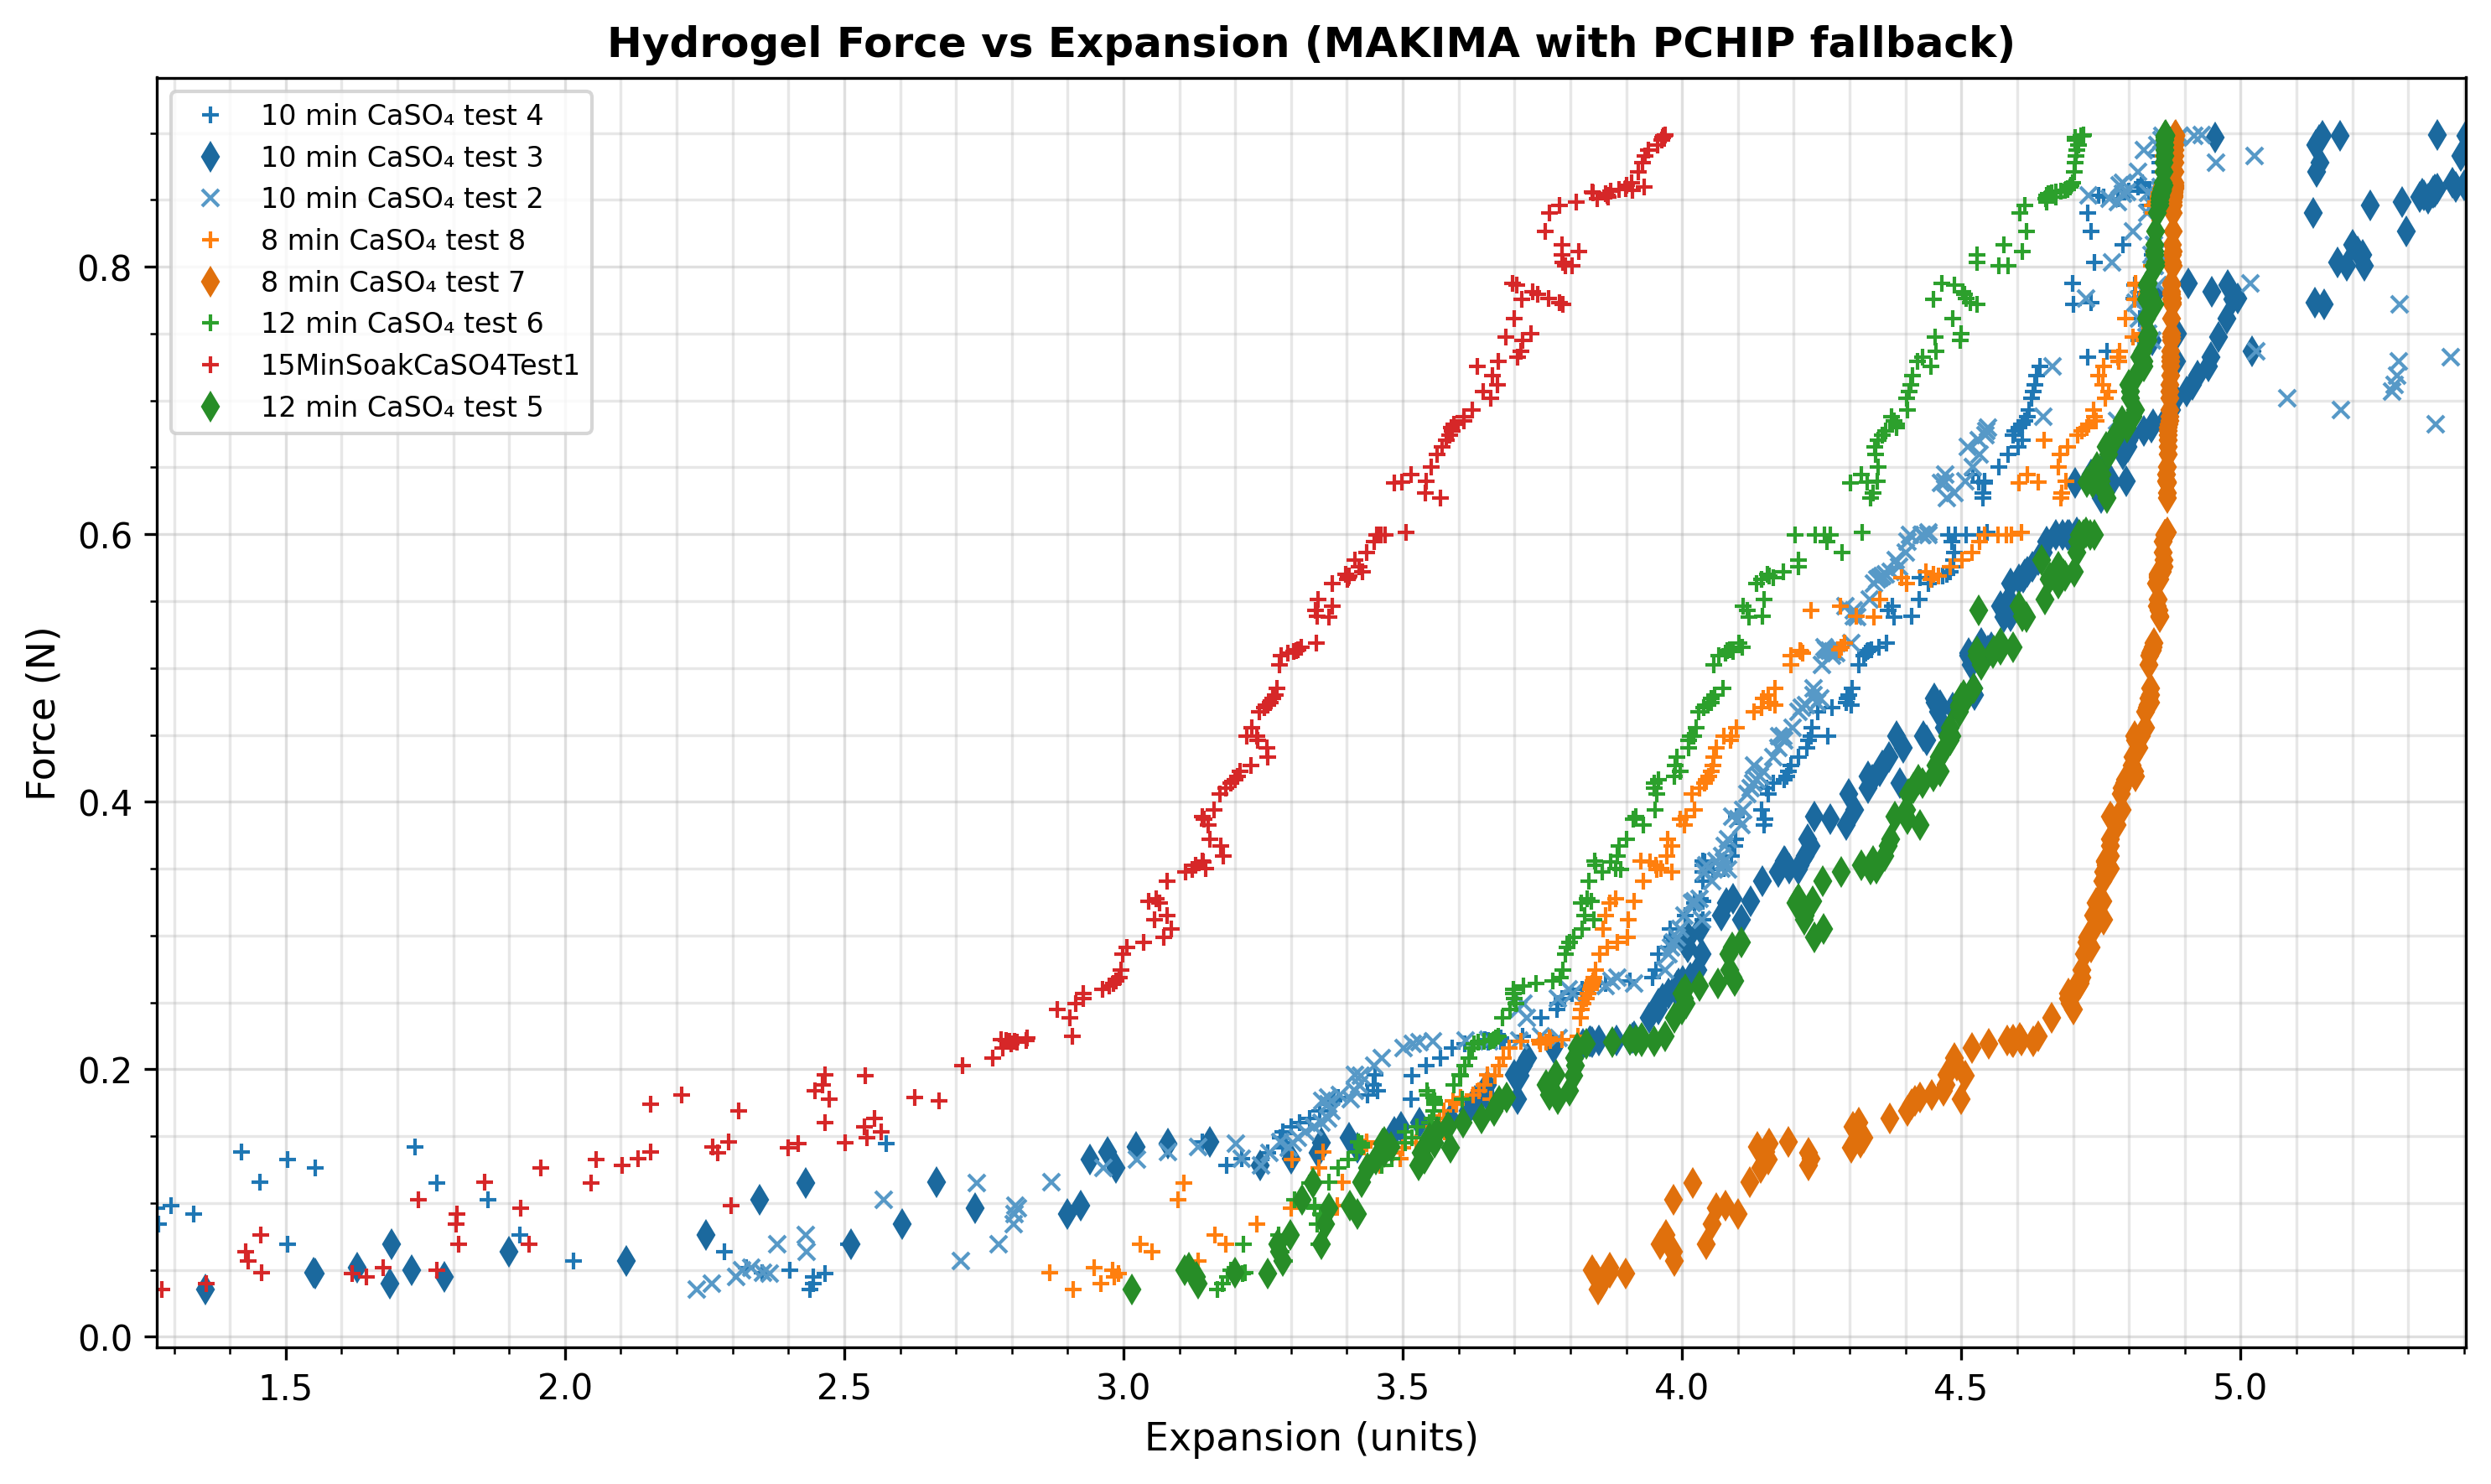 Hydrogel Force vs Expansion (MAKIMA with PCHIP fallback)
10 min CaSO₄ test 4
10 min CaSO₄ test 3
10 min CaSO₄ test 2
8 min CaSO₄ test 8
8 min CaSO₄ test 7
12 min CaSO₄ test 6
15MinSoakCaSO4Test1
12 min CaSO₄ test 5
Force (N)
0.8
0.6
0.4
0.2
0.0
1.5 2.0 2.5 3.0 3.5 4.0 4.5 5.0
Expansion (units)